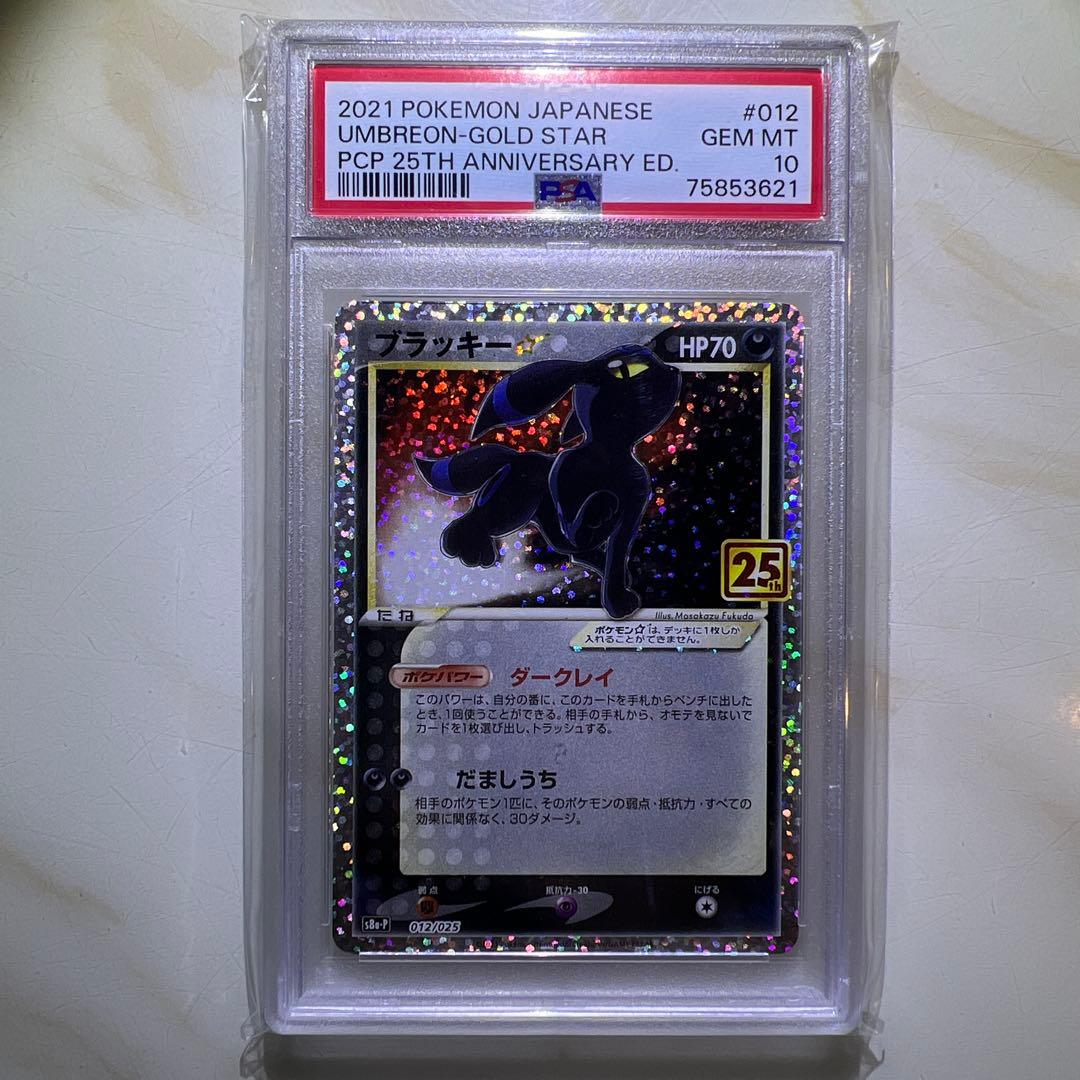 2021 POKEMON JAPANESE #012
UMBREON-GOLD STAR GEM MT
PCP 25TH ANNIVERSARY ED. 10
PSA 75853621
ブラッキー☆ HP70
25th
たね Illus. Masakazu Fukuda
ポケモン☆は、デッキに1枚しか
入れることができません。
ポケパワー ダークレイ
このパワーは、自分の番に、このカードを手札からベンチに出した
とき、1回使うことができる。相手の手札から、オモテを見ないで
カードを1枚選び出し、トラッシュする。
だましうち
相手のポケモン1匹に、そのポケモンの弱点・抵抗力・すべての
効果に関係なく、30ダメージ。
弱点 抵抗力-30 にげる
s8a-P 012/025